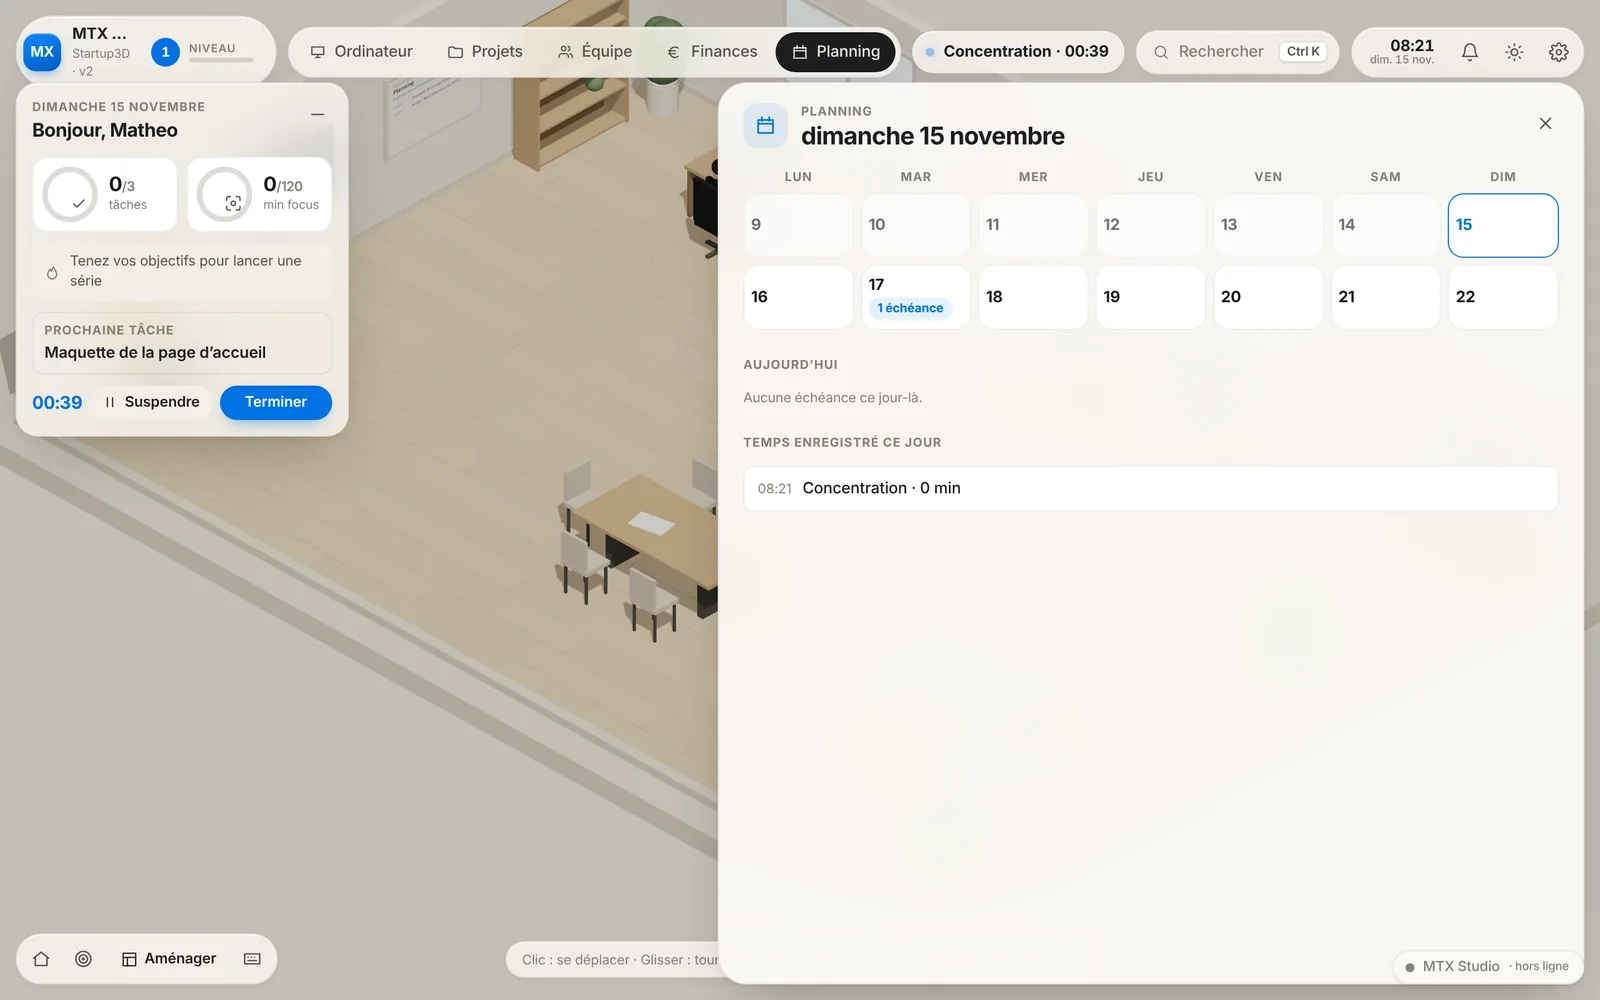 MX
MTX ...
Startup3D
· v2
1
NIVEAU
Ordinateur
Projets
Équipe
€ Finances
Planning
Concentration · 00:39
Rechercher
Ctrl K
08:21
dim. 15 nov.
DIMANCHE 15 NOVEMBRE
Bonjour, Matheo
0/3
tâches
0/120
min focus
Tenez vos objectifs pour lancer une
série
PROCHAINE TÂCHE
Maquette de la page d’accueil
00:39
Suspendre
Terminer
Planning
PLANNING
dimanche 15 novembre
LUN MAR MER JEU VEN SAM DIM
9 10 11 12 13 14 15
16 17 18 19 20 21 22
1 échéance
AUJOURD’HUI
Aucune échéance ce jour-là.
TEMPS ENREGISTRÉ CE JOUR
08:21 Concentration · 0 min
Aménager
Clic : se déplacer · Glisser : tour
MTX Studio · hors ligne